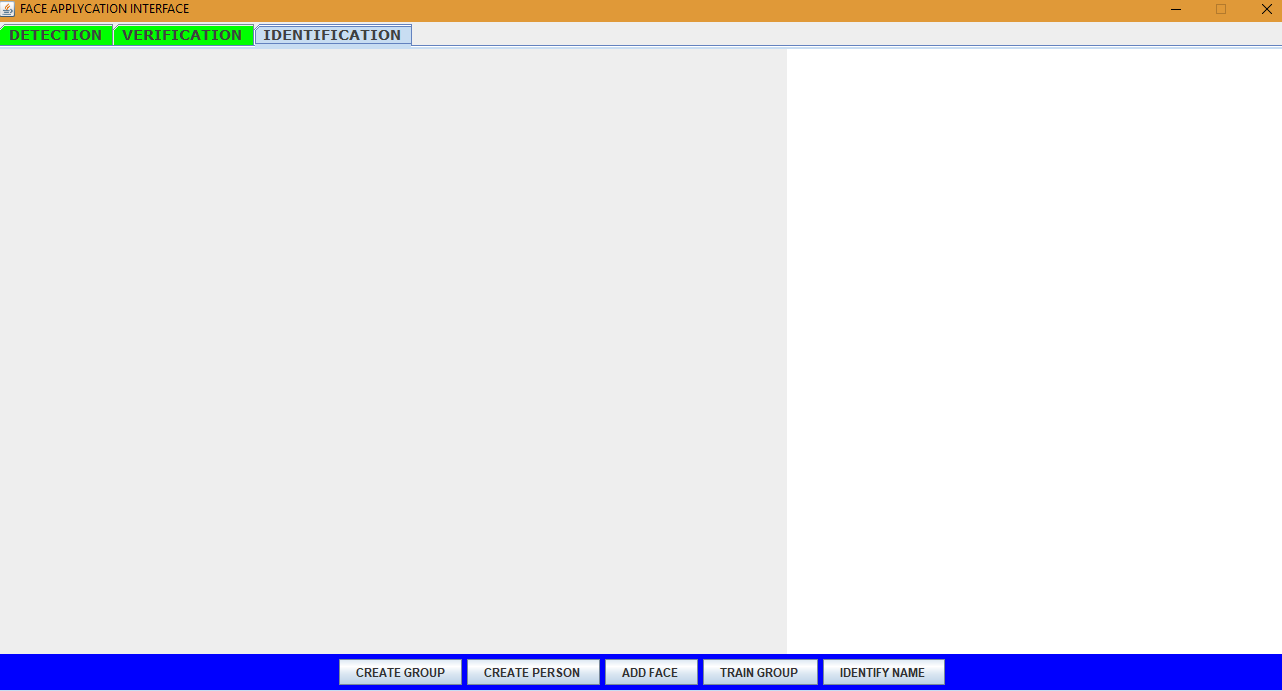 FACE APPLYCATION INTERFACE
DETECTION VERIFICATION IDENTIFICATION
CREATE GROUP CREATE PERSON ADD FACE TRAIN GROUP IDENTIFY NAME